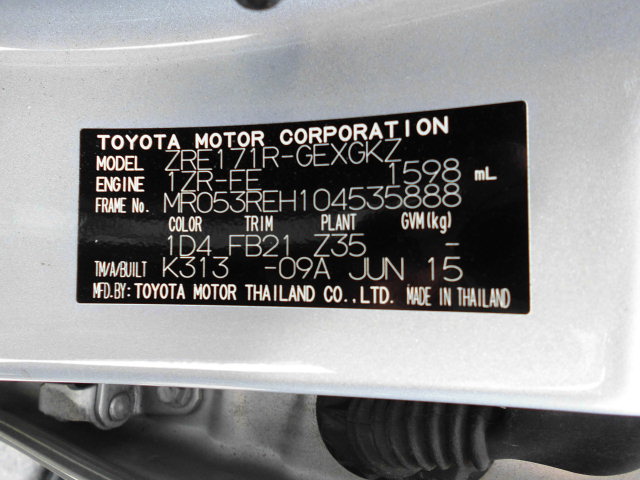 TOYOTA MOTOR CORPORATION
MODEL ZRE171R-GEXGKZ
ENGINE 1ZR-FE 1598 mL
FRAME No. MR053REH104535888
COLOR TRIM PLANT GVM(kg)
1D4 FB21 Z35 -
TM/A/BUILT K313 -09A JUN 15
MFD.BY: TOYOTA MOTOR THAILAND CO.,LTD. MADE IN THAILAND